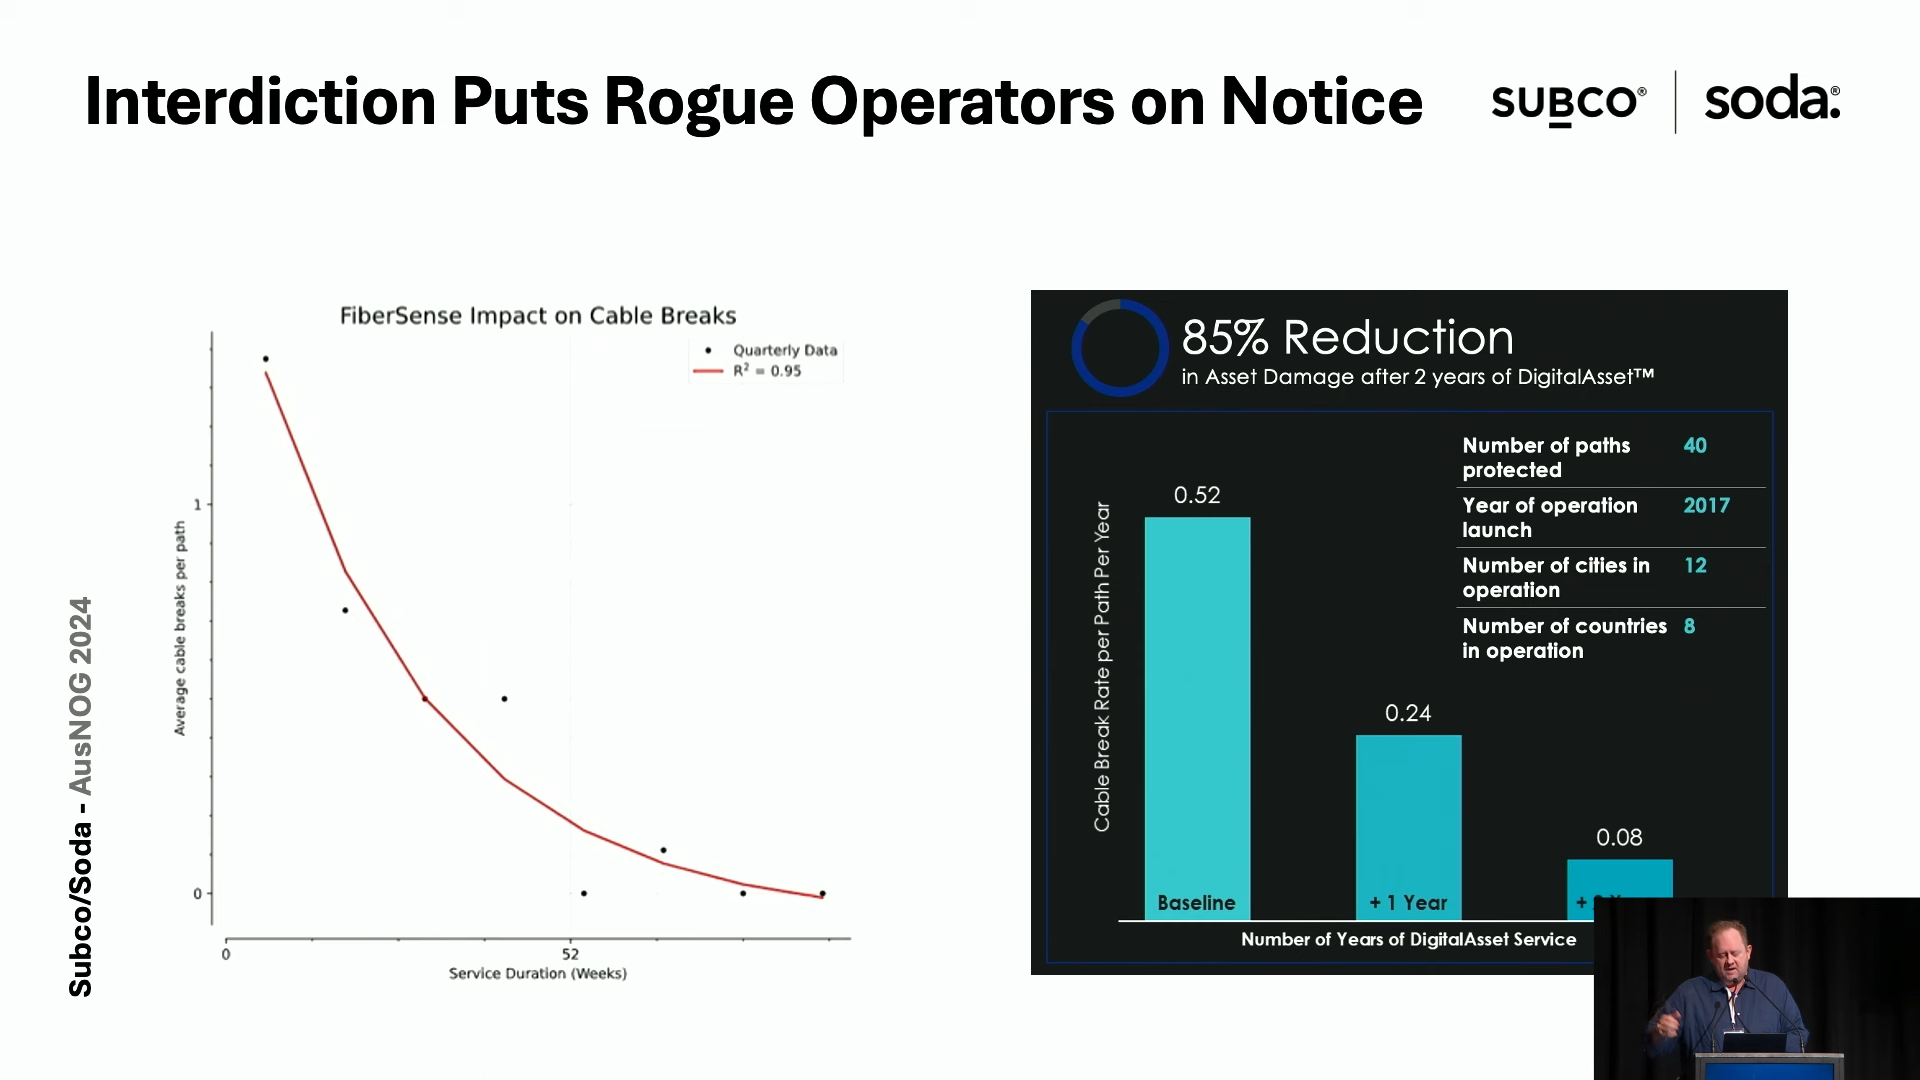 Interdiction Puts Rogue Operators on Notice
SUBCO®
soda.®
Subco/Soda - AusNOG 2024
FiberSense Impact on Cable Breaks
Quarterly Data
R² = 0.95
Average cable breaks per path
1
0
0
52
Service Duration (Weeks)
85% Reduction
in Asset Damage after 2 years of DigitalAsset™
Number of paths
protected
40
Year of operation
launch
2017
Number of cities in
operation
12
Number of countries
in operation
8
Cable Break Rate per Path Per Year
0.52
0.24
0.08
Baseline
+ 1 Year
+
Number of Years of DigitalAsset Service